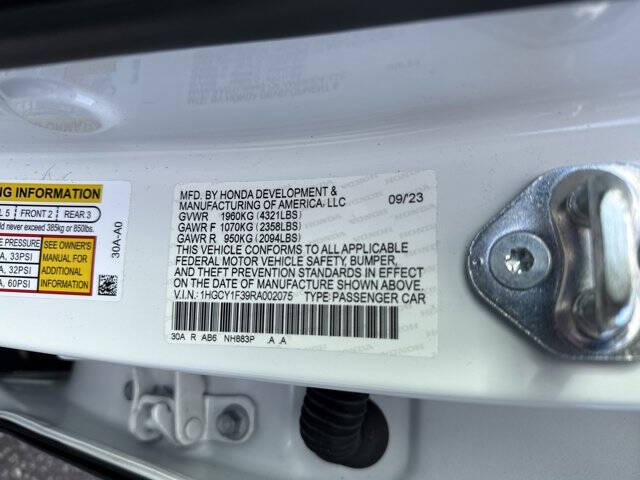 NG INFORMATION
L 5 FRONT 2 REAR 3
ld never exceed 385kg or 850lbs.
E PRESSURE
A, 33PSI
A, 32PSI
A, 60PSI
SEE OWNER'S
MANUAL FOR
ADDITIONAL
INFORMATION
30A-A0
MFD. BY HONDA DEVELOPMENT &
MANUFACTURING OF AMERICA, LLC 09/23
GVWR 1960KG (4321LBS)
GAWR F 1070KG (2358LBS)
GAWR R 950KG (2094LBS)
THIS VEHICLE CONFORMS TO ALL APPLICABLE
FEDERAL MOTOR VEHICLE SAFETY, BUMPER,
AND THEFT PREVENTION STANDARDS IN EFFECT
ON THE DATE OF MANUFACTURE SHOWN ABOVE.
V.I.N.: 1HGCY1F39RA002075 TYPE: PASSENGER CAR
30A R AB6 NH883P .A .A